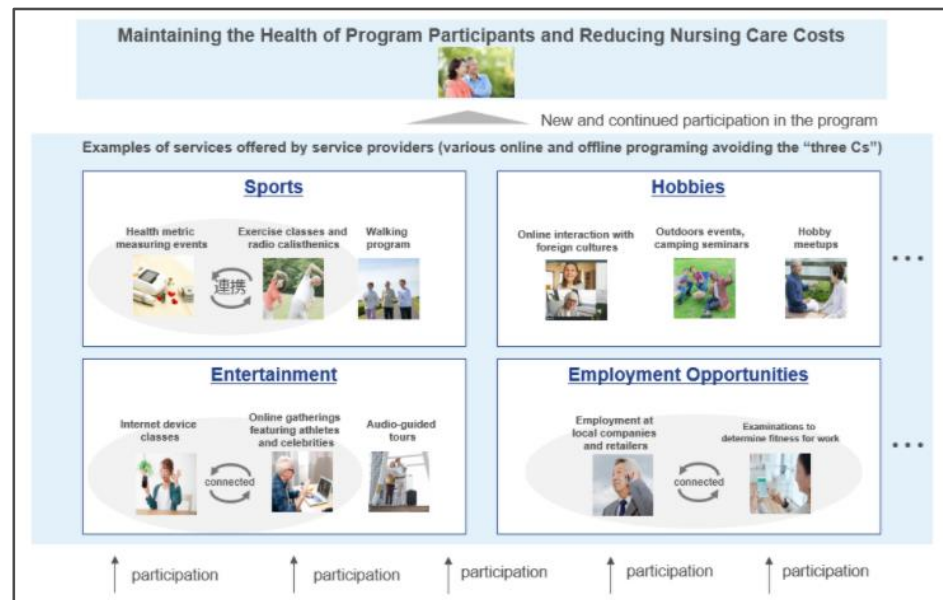 Maintaining the Health of Program Participants and Reducing Nursing Care Costs
New and continued participation in the program
Examples of services offered by service providers (various online and offline programing avoiding the “three Cs”)
Sports
Health metric
measuring events
連携
Exercise classes and
radio calisthenics
Walking
program
Hobbies
Online interaction with
foreign cultures
Outdoors events,
camping seminars
Hobby
meetups
...
Entertainment
Internet device
classes
connected
Online gatherings
featuring athletes
and celebrities
Audio-guided
tours
Employment Opportunities
Employment at
local companies
and retailers
connected
Examinations to
determine fitness for work
...
participation
participation
participation
participation
participation